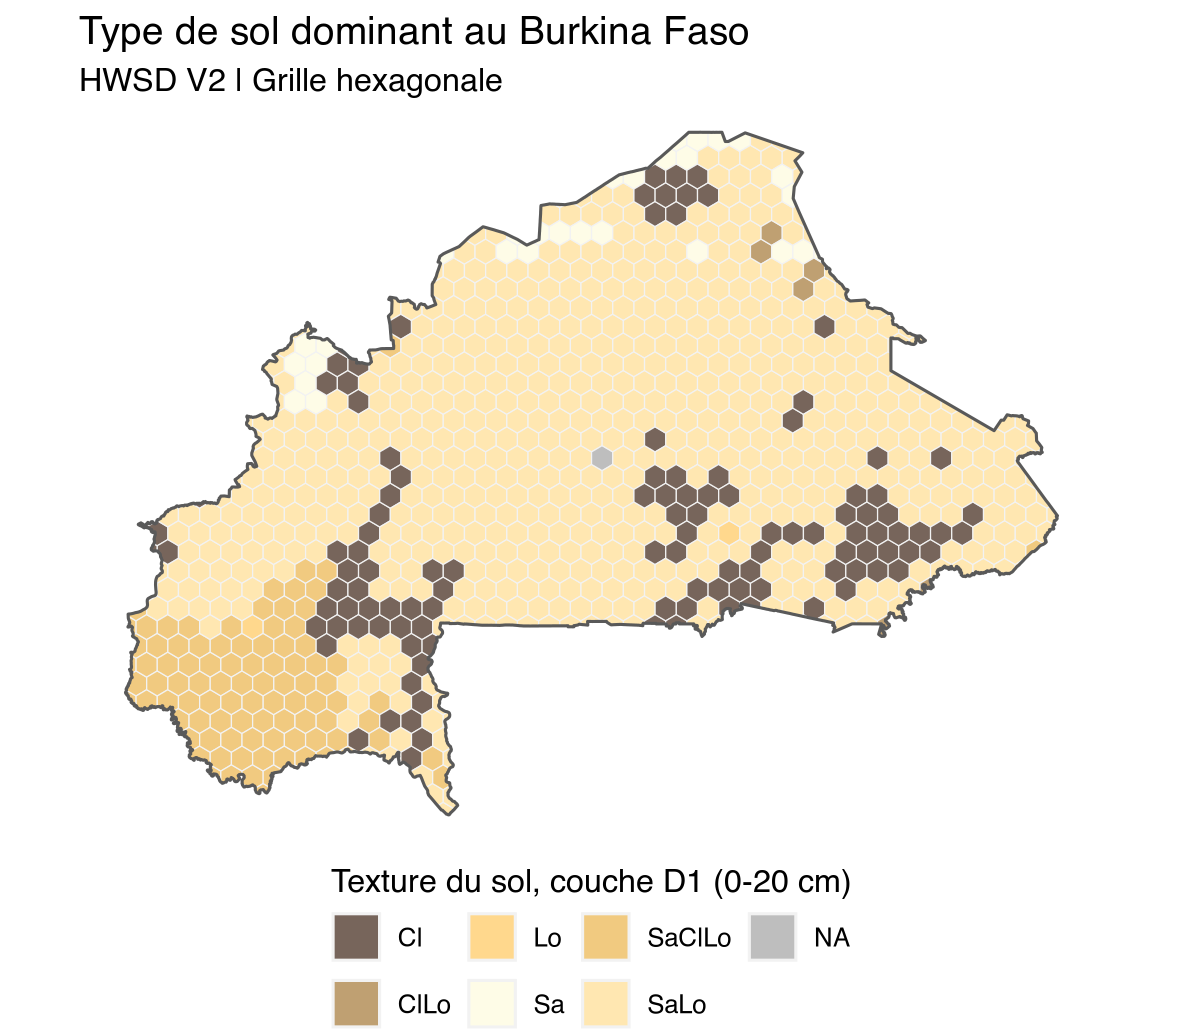 Type de sol dominant au Burkina Faso
HWSD V2 | Grille hexagonale
Texture du sol, couche D1 (0-20 cm)
Cl Lo SaClLo NA
ClLo Sa SaLo